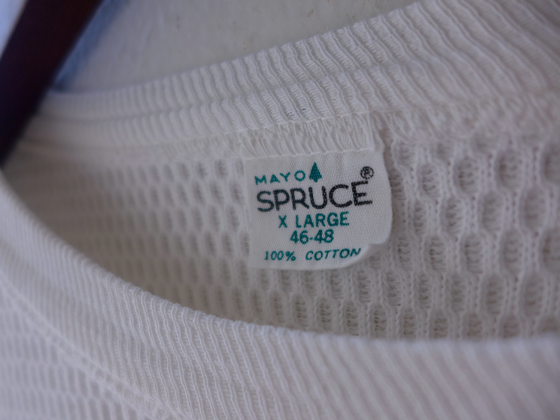 MAYO
SPRUCE®
X LARGE
46-48
100% COTTON